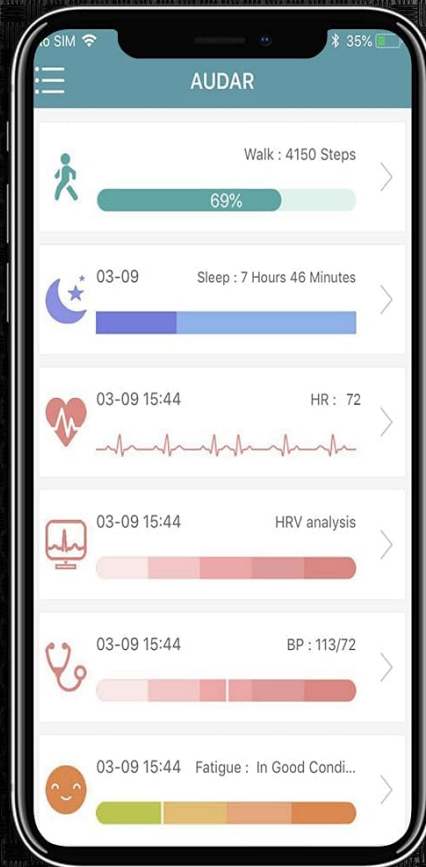 o SIM 35%
AUDAR
Walk : 4150 Steps
69%
03-09 Sleep : 7 Hours 46 Minutes
03-09 15:44 HR : 72
03-09 15:44 HRV analysis
03-09 15:44 BP : 113/72
03-09 15:44 Fatigue : In Good Condi...